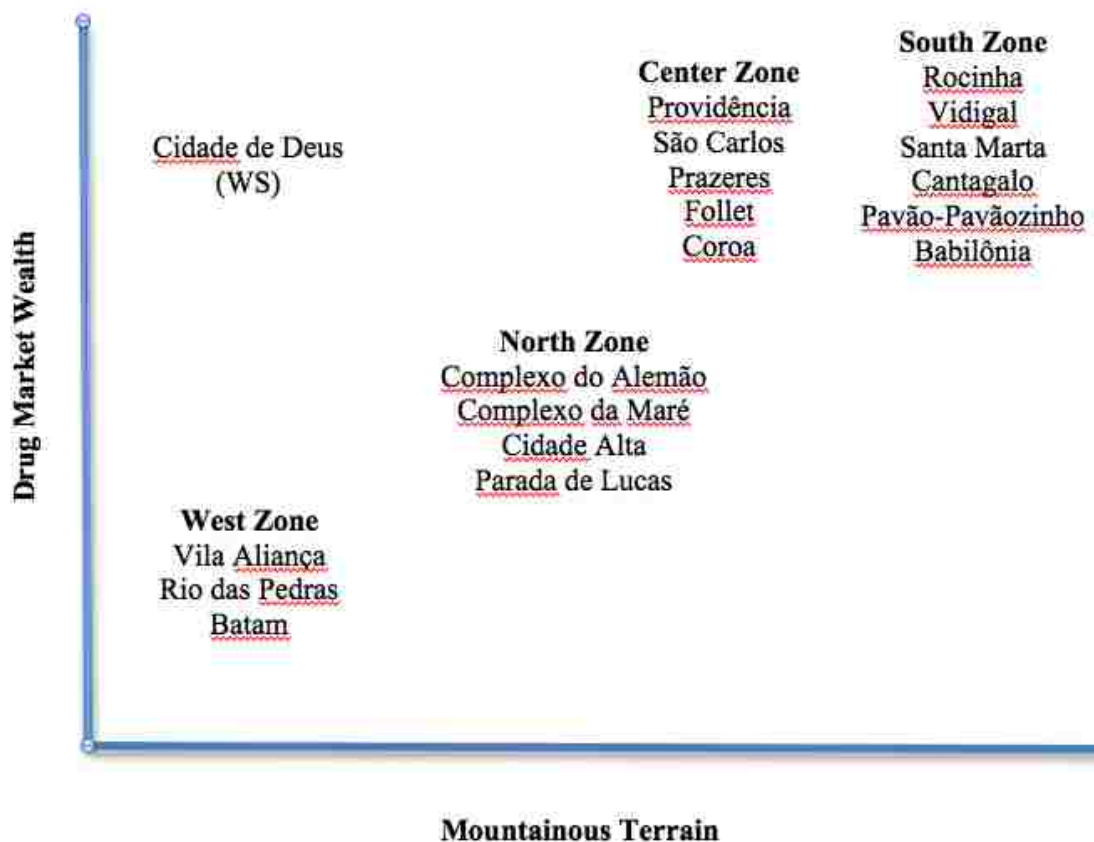 Drug Market Wealth
Cidade de Deus
(WS)
Center Zone
Providência
São Carlos
Prazeres
Follet
Coroa
South Zone
Rocinha
Vidigal
Santa Marta
Cantagalo
Pavão-Pavãozinho
Babilônia
North Zone
Complexo do Alemão
Complexo da Maré
Cidade Alta
Parada de Lucas
West Zone
Vila Aliança
Rio das Pedras
Batam
Mountainous Terrain